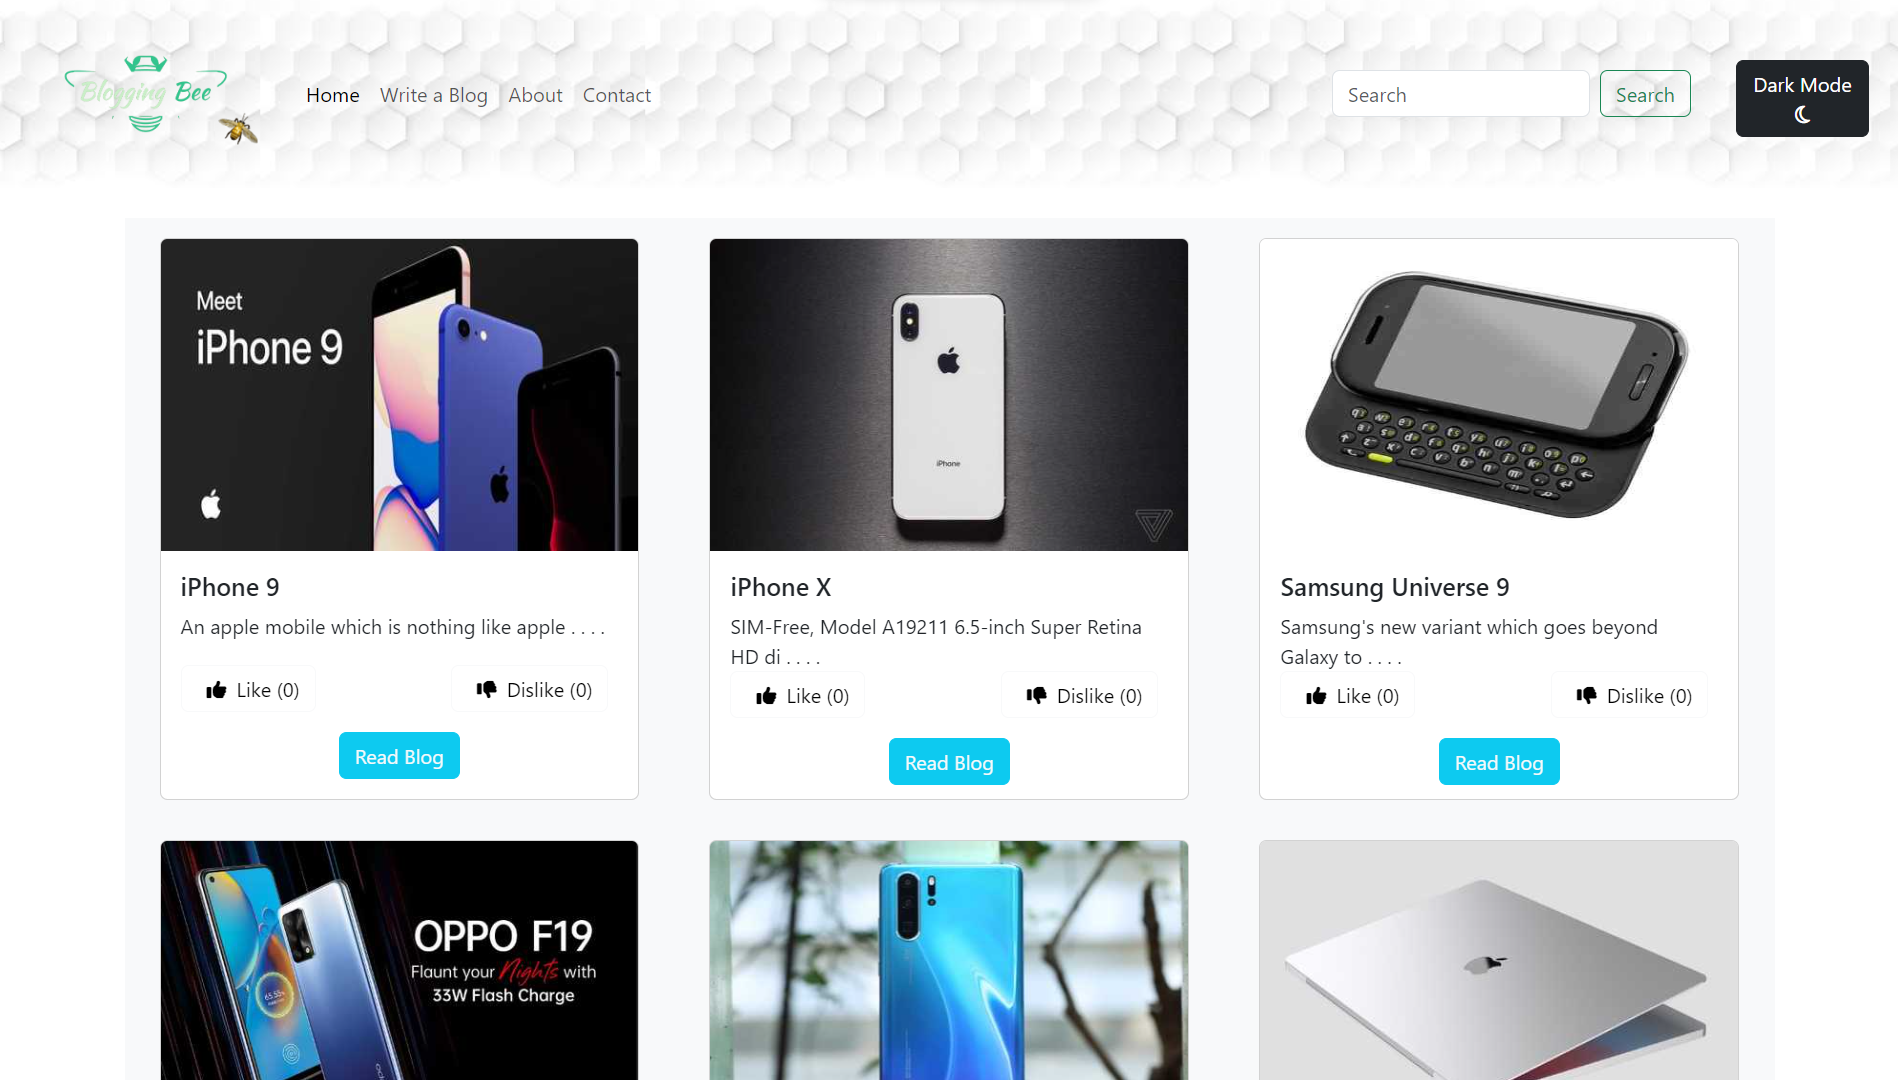 Blogging Bee
Home
Write a Blog
About
Contact
Search
Search
Dark Mode
Meet
iPhone 9
iPhone
iPhone 9
An apple mobile which is nothing like apple . . . .
Like (0)
Dislike (0)
Read Blog
iPhone X
SIM-Free, Model A19211 6.5-inch Super Retina
HD di . . . .
Like (0)
Dislike (0)
Read Blog
Samsung Universe 9
Samsung's new variant which goes beyond
Galaxy to . . . .
Like (0)
Dislike (0)
Read Blog
OPPO F19
Flaunt your Nights with
33W Flash Charge